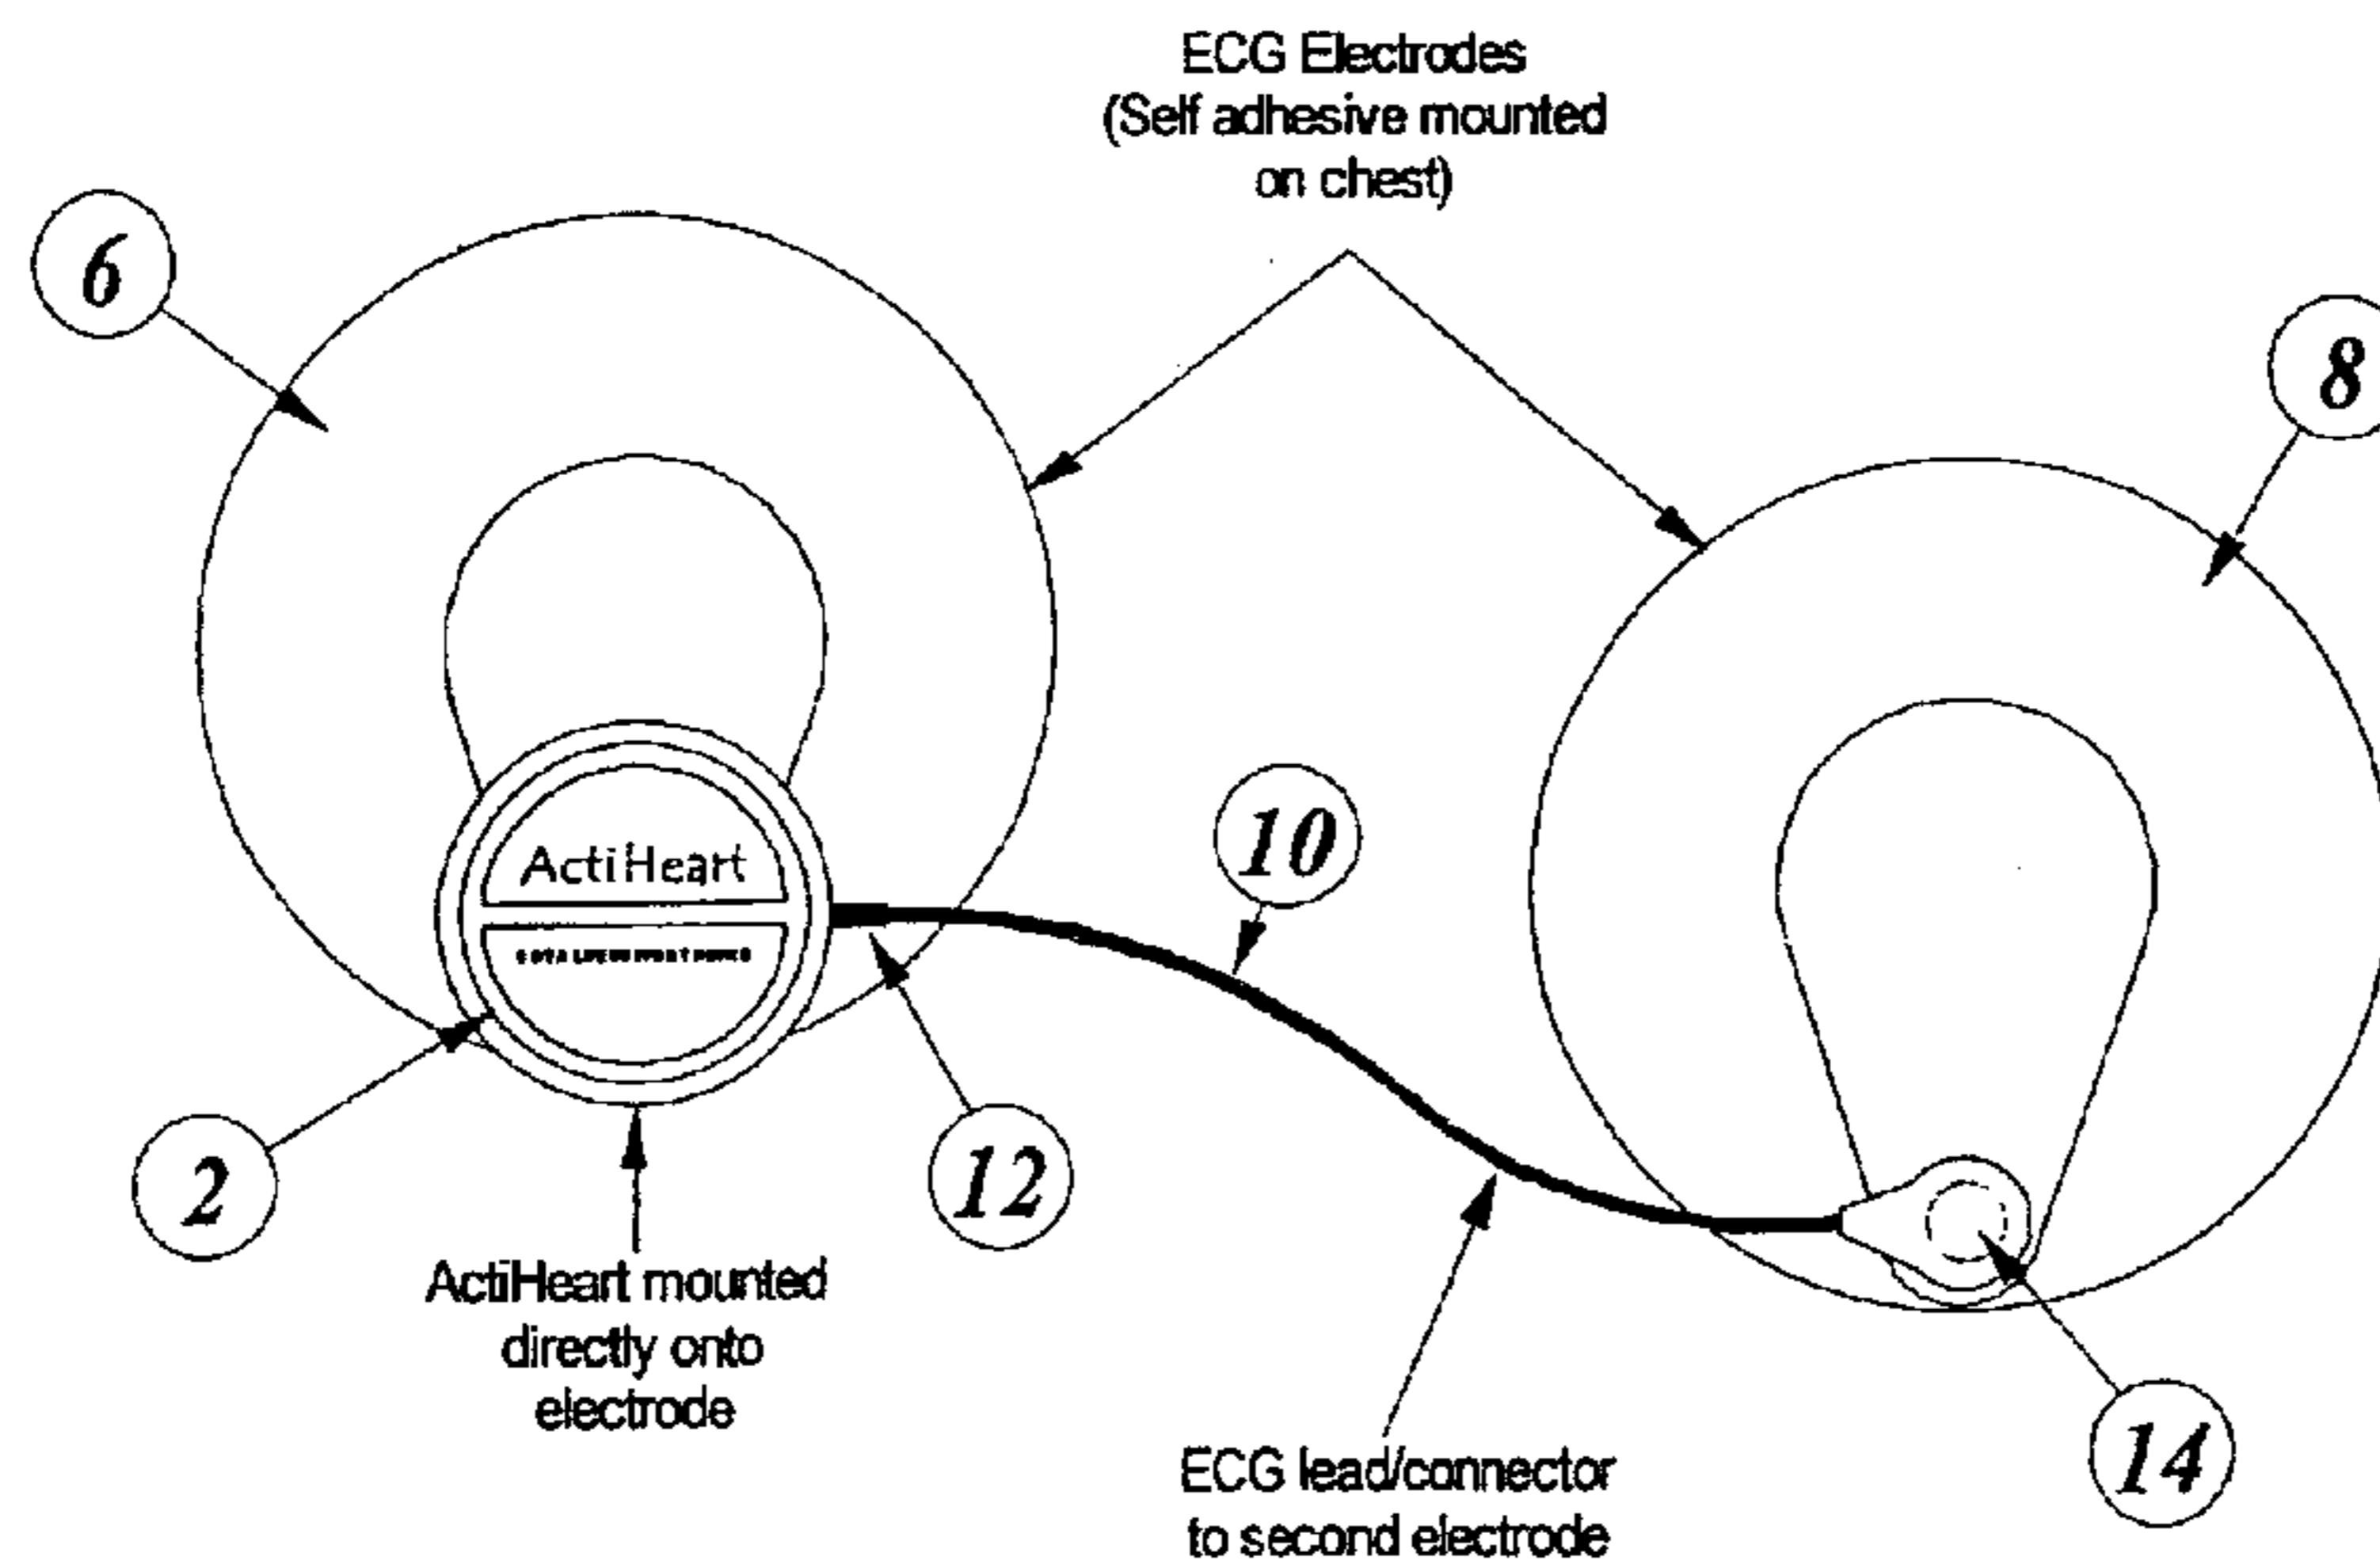 ECG Electrodes
(Self adhesive mounted
on chest)
6
8
ActiHeart
10
2
12
ActiHeart mounted
directly onto
electrode
ECG lead/connector
to second electrode
14